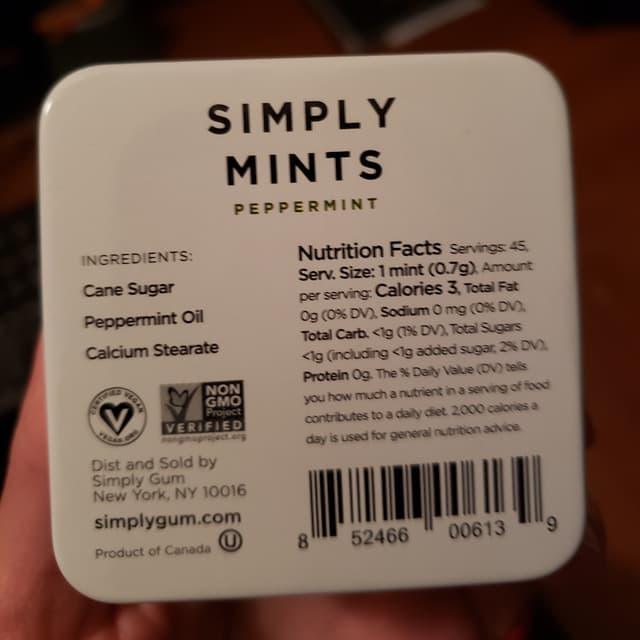 SIMPLY
MINTS
PEPPERMINT
INGREDIENTS:
Cane Sugar
Peppermint Oil
Calcium Stearate
CERTIFIED VEGAN
VEGAN.ORG
NON
GMO
Project
VERIFIED
nongmoproject.org
Dist and Sold by
Simply Gum
New York, NY 10016
simplygum.com
Product of Canada U
Nutrition Facts Servings: 45,
Serv. Size: 1 mint (0.7g), Amount
per serving: Calories 3, Total Fat
0g (0% DV), Sodium 0 mg (0% DV),
Total Carb. <1g (1% DV), Total Sugars
<1g (including <1g added sugar, 2% DV),
Protein 0g. The % Daily Value (DV) tells
you how much a nutrient in a serving of food
contributes to a daily diet. 2,000 calories a
day is used for general nutrition advice.
8 52466 00613 9